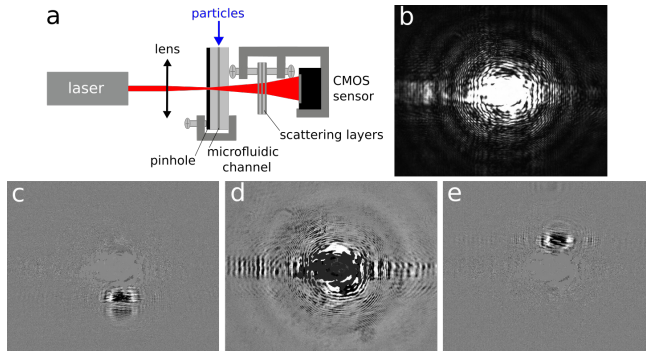 a
particles
lens
laser
CMOS
sensor
scattering layers
pinhole
microfluidic
channel
b
c
d
e